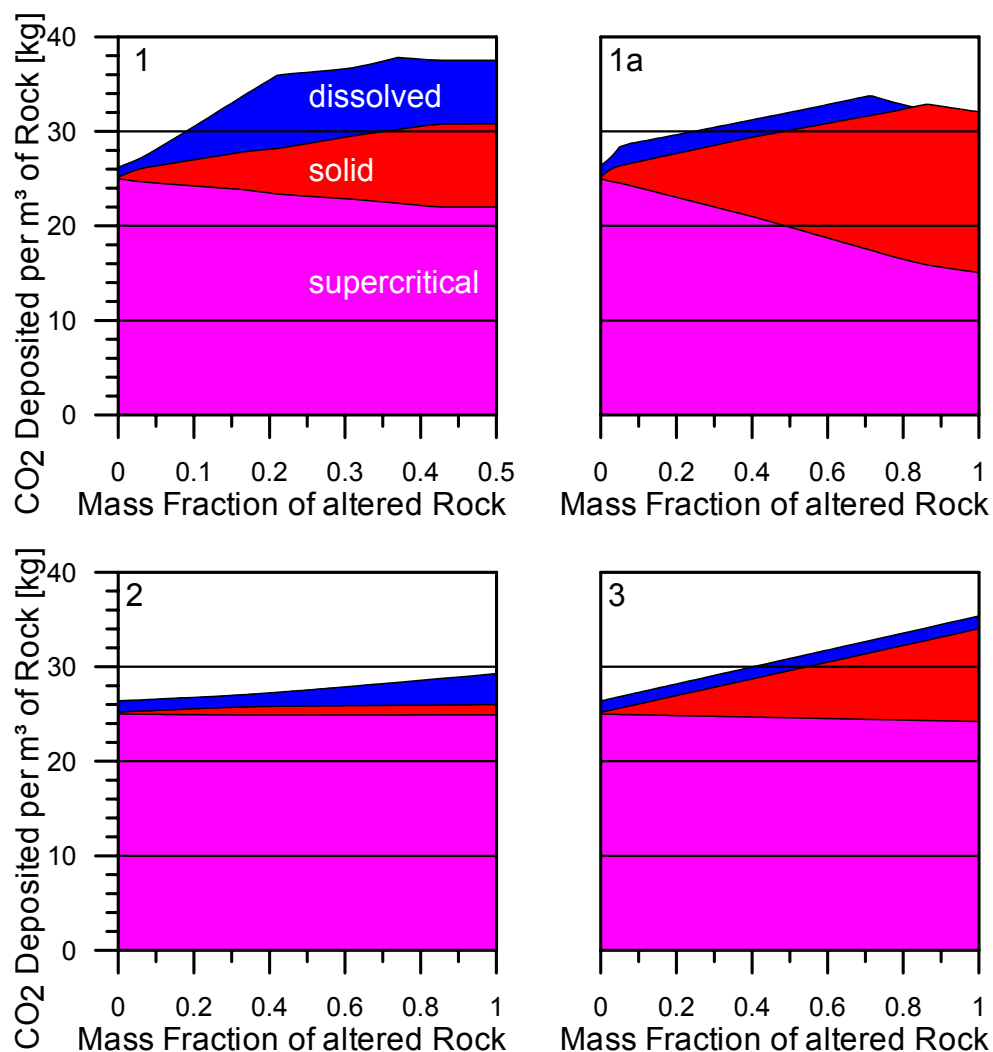 CO2 Deposited per m³ of Rock [kg]
40
30
20
10
0
1
dissolved
solid
supercritical
0 0.1 0.2 0.3 0.4 0.5
Mass Fraction of altered Rock
1a
0 0.2 0.4 0.6 0.8 1
Mass Fraction of altered Rock
CO2 Deposited per m³ of Rock [kg]
40
30
20
10
0
2
0 0.2 0.4 0.6 0.8 1
Mass Fraction of altered Rock
3
0 0.2 0.4 0.6 0.8 1
Mass Fraction of altered Rock